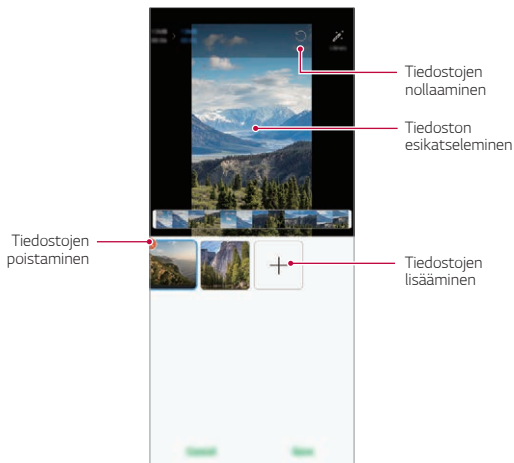 Tiedostojen
nollaaminen
Tiedoston
esikatseleminen
Tiedostojen
poistaminen
Tiedostojen
lisääminen